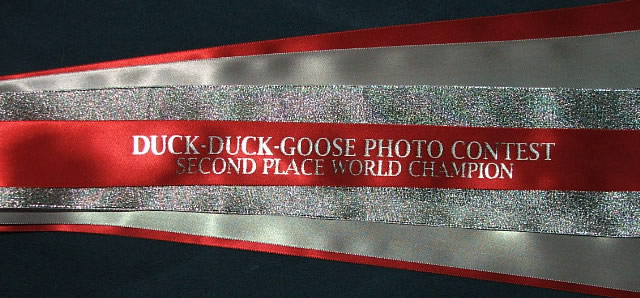 DUCK-DUCK-GOOSE PHOTO CONTEST
SECOND PLACE WORLD CHAMPION